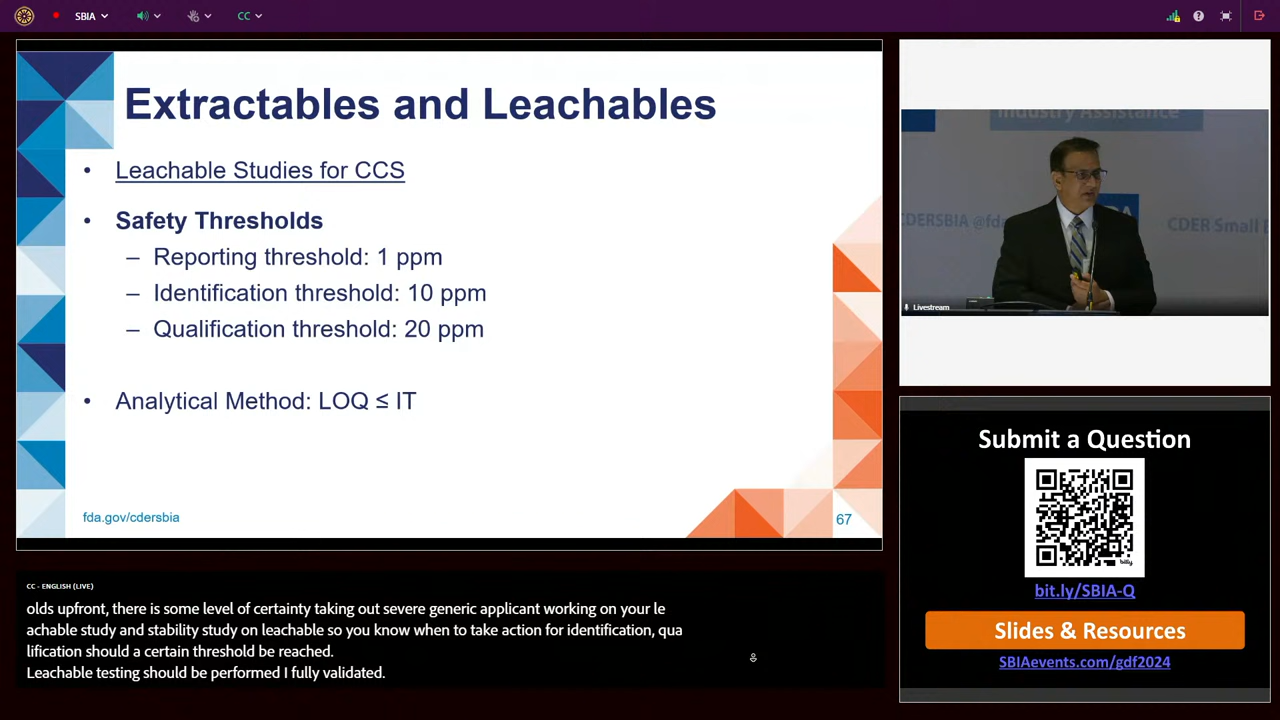 SBIA
CC
Extractables and Leachables
• Leachable Studies for CCS
• Safety Thresholds
– Reporting threshold: 1 ppm
– Identification threshold: 10 ppm
– Qualification threshold: 20 ppm
• Analytical Method: LOQ ≤ IT
fda.gov/cdersbia
67
Industry Assistance
CDERSBIA @fda
DA
CDER Small B
Livestream
Submit a Question
bitly
bit.ly/SBIA-Q
Slides & Resources
SBIAevents.com/gdf2024
CC - ENGLISH (LIVE)
olds upfront, there is some level of certainty taking out severe generic applicant working on your le
achable study and stability study on leachable so you know when to take action for identification, qua
lification should a certain threshold be reached.
Leachable testing should be performed I fully validated.